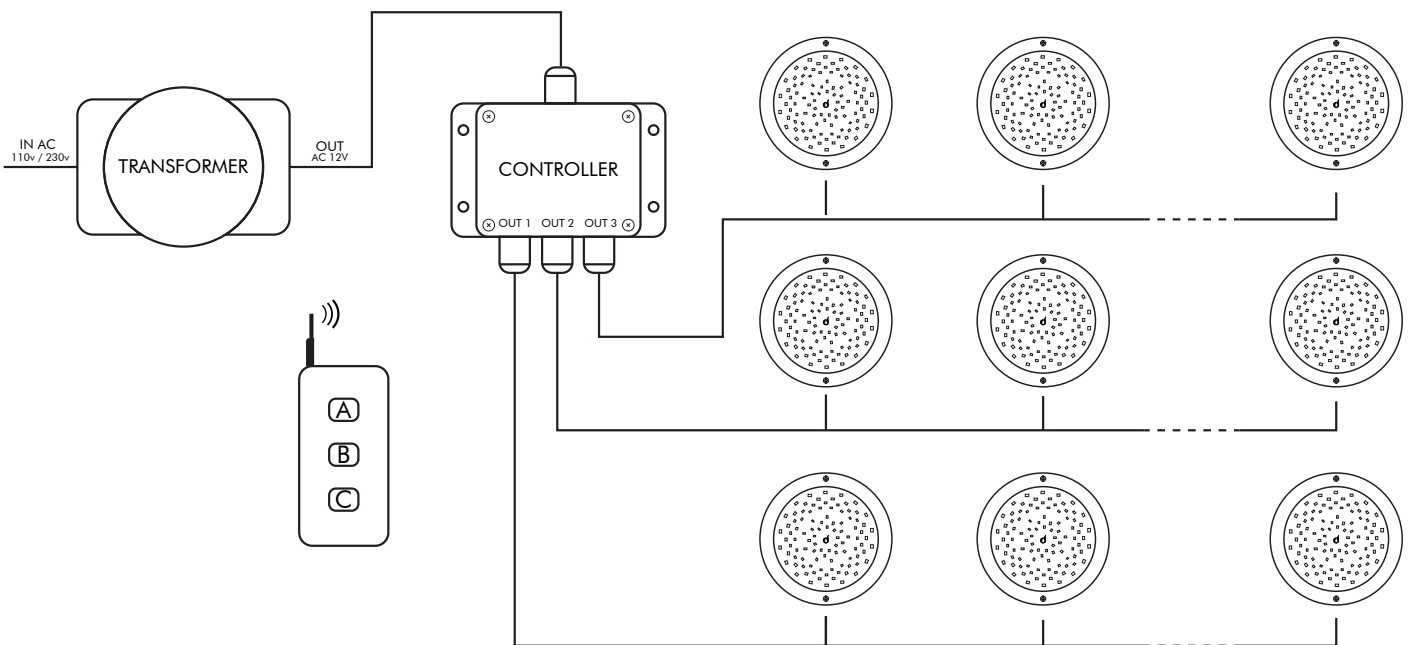 IN AC
110v / 230v
TRANSFORMER
OUT
AC 12V
CONTROLLER
OUT 1 OUT 2 OUT 3
A
B
C